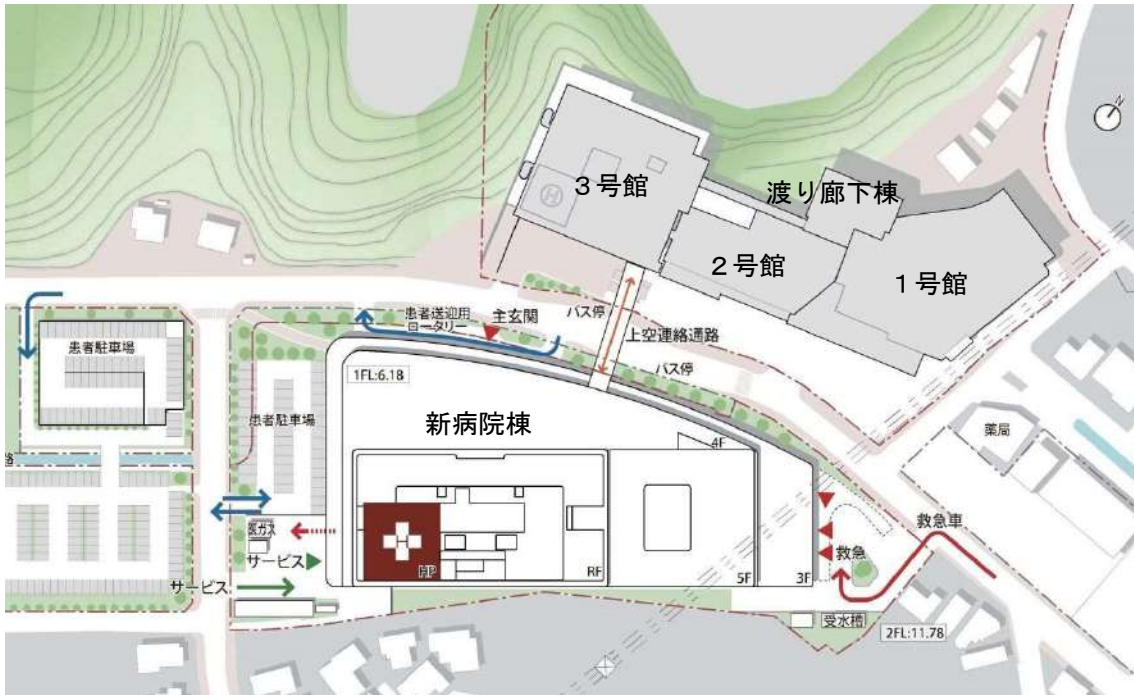 N
3号館
渡り廊下棟
2号館
1号館
患者送迎用
ロータリー
主玄関
バス停
上空連絡通路
患者駐車場
1FL:6.18
バス停
患者駐車場
新病院棟
4F
薬局
路
救急車
サービス
救急
HP
RF
5F
3F
サービス
受水槽
2FL:11.78